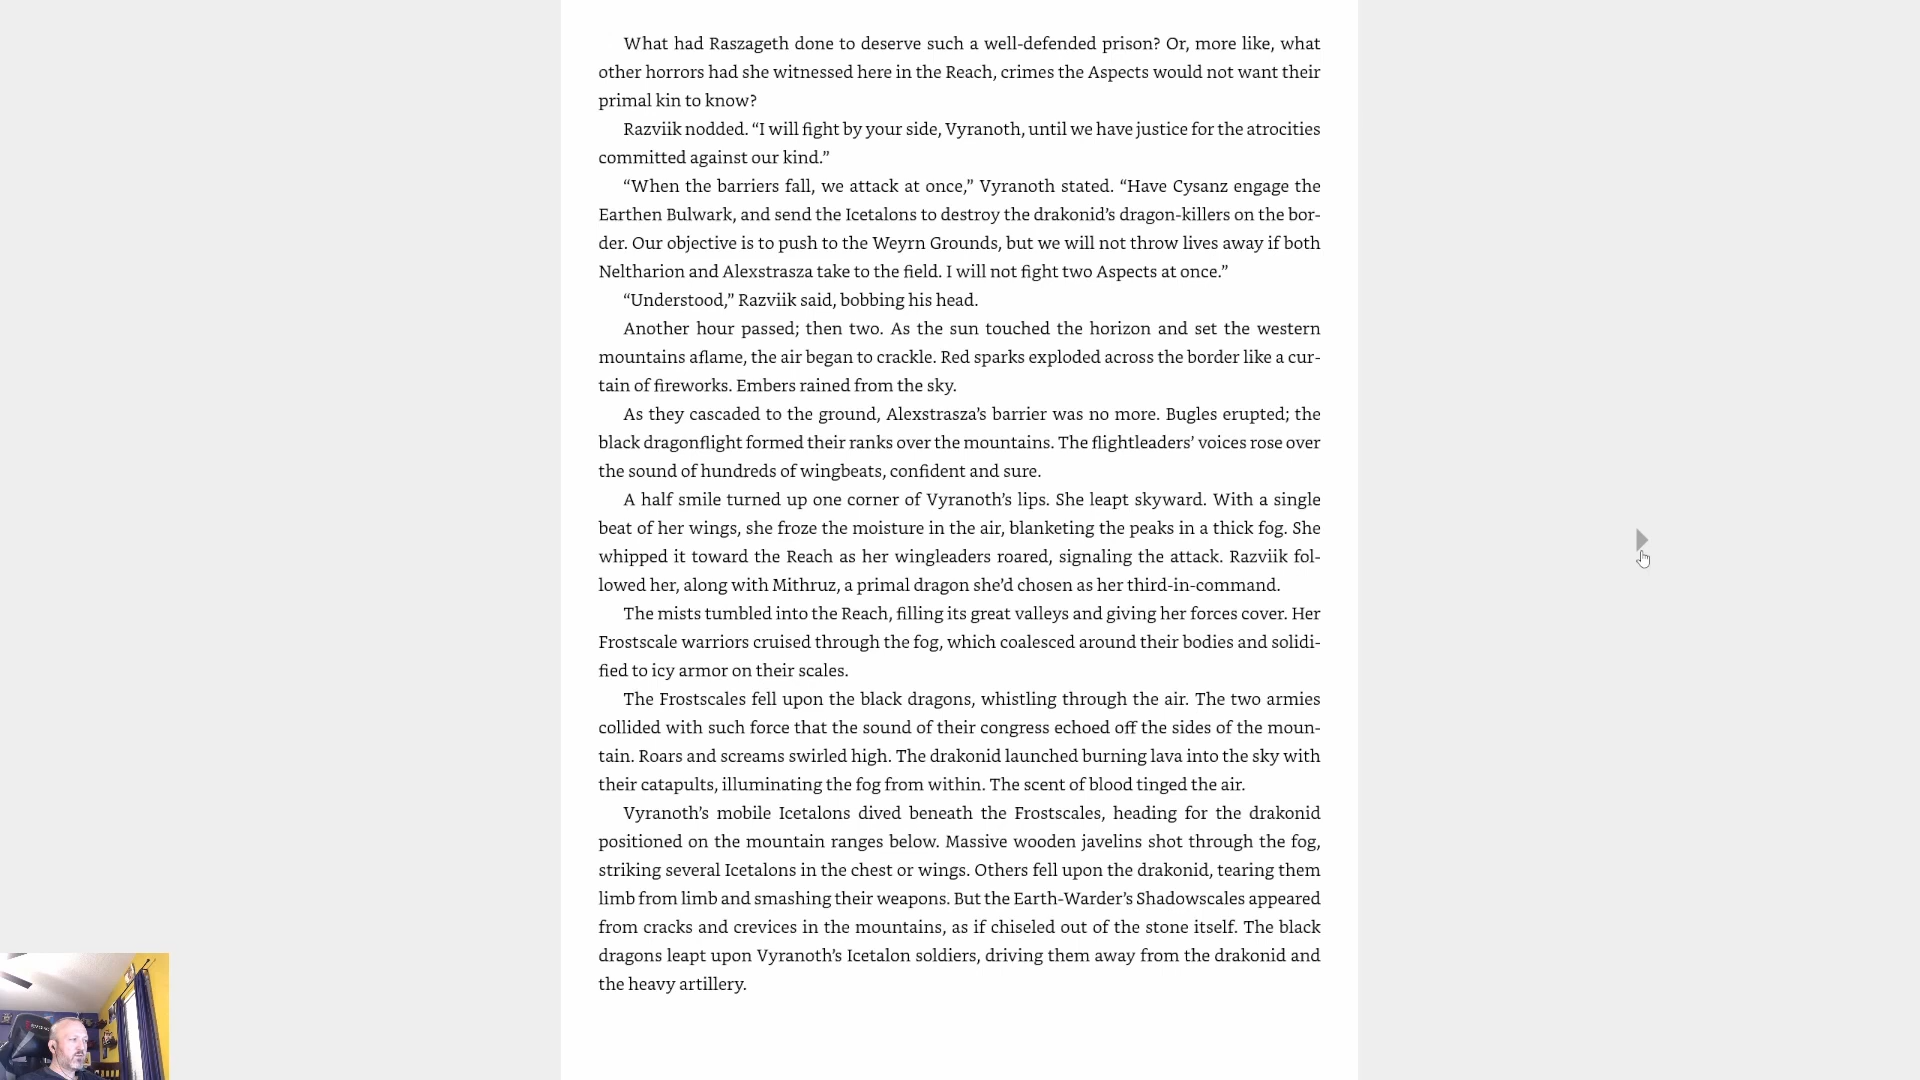 What had Raszageth done to deserve such a well-defended prison? Or, more like, what
other horrors had she witnessed here in the Reach, crimes the Aspects would not want their
primal kin to know?
Razviik nodded. “I will fight by your side, Vyranoth, until we have justice for the atrocities
committed against our kind.”
“When the barriers fall, we attack at once,” Vyranoth stated. “Have Cysanz engage the
Earthen Bulwark, and send the Icetalons to destroy the drakonid’s dragon-killers on the bor-
der. Our objective is to push to the Weyrn Grounds, but we will not throw lives away if both
Neltharion and Alexstrasza take to the field. I will not fight two Aspects at once.”
“Understood,” Razviik said, bobbing his head.
Another hour passed; then two. As the sun touched the horizon and set the western
mountains aflame, the air began to crackle. Red sparks exploded across the border like a cur-
tain of fireworks. Embers rained from the sky.
As they cascaded to the ground, Alexstrasza’s barrier was no more. Bugles erupted; the
black dragonflight formed their ranks over the mountains. The flightleaders’ voices rose over
the sound of hundreds of wingbeats, confident and sure.
A half smile turned up one corner of Vyranoth’s lips. She leapt skyward. With a single
beat of her wings, she froze the moisture in the air, blanketing the peaks in a thick fog. She
whipped it toward the Reach as her wingleaders roared, signaling the attack. Razviik fol-
lowed her, along with Mithruz, a primal dragon she’d chosen as her third-in-command.
The mists tumbled into the Reach, filling its great valleys and giving her forces cover. Her
Frostscale warriors cruised through the fog, which coalesced around their bodies and solidi-
fied to icy armor on their scales.
The Frostscales fell upon the black dragons, whistling through the air. The two armies
collided with such force that the sound of their congress echoed off the sides of the moun-
tain. Roars and screams swirled high. The drakonid launched burning lava into the sky with
their catapults, illuminating the fog from within. The scent of blood tinged the air.
Vyranoth’s mobile Icetalons dived beneath the Frostscales, heading for the drakonid
positioned on the mountain ranges below. Massive wooden javelins shot through the fog,
striking several Icetalons in the chest or wings. Others fell upon the drakonid, tearing them
limb from limb and smashing their weapons. But the Earth-Warder’s Shadowscales appeared
from cracks and crevices in the mountains, as if chiseled out of the stone itself. The black
dragons leapt upon Vyranoth’s Icetalon soldiers, driving them away from the drakonid and
the heavy artillery.